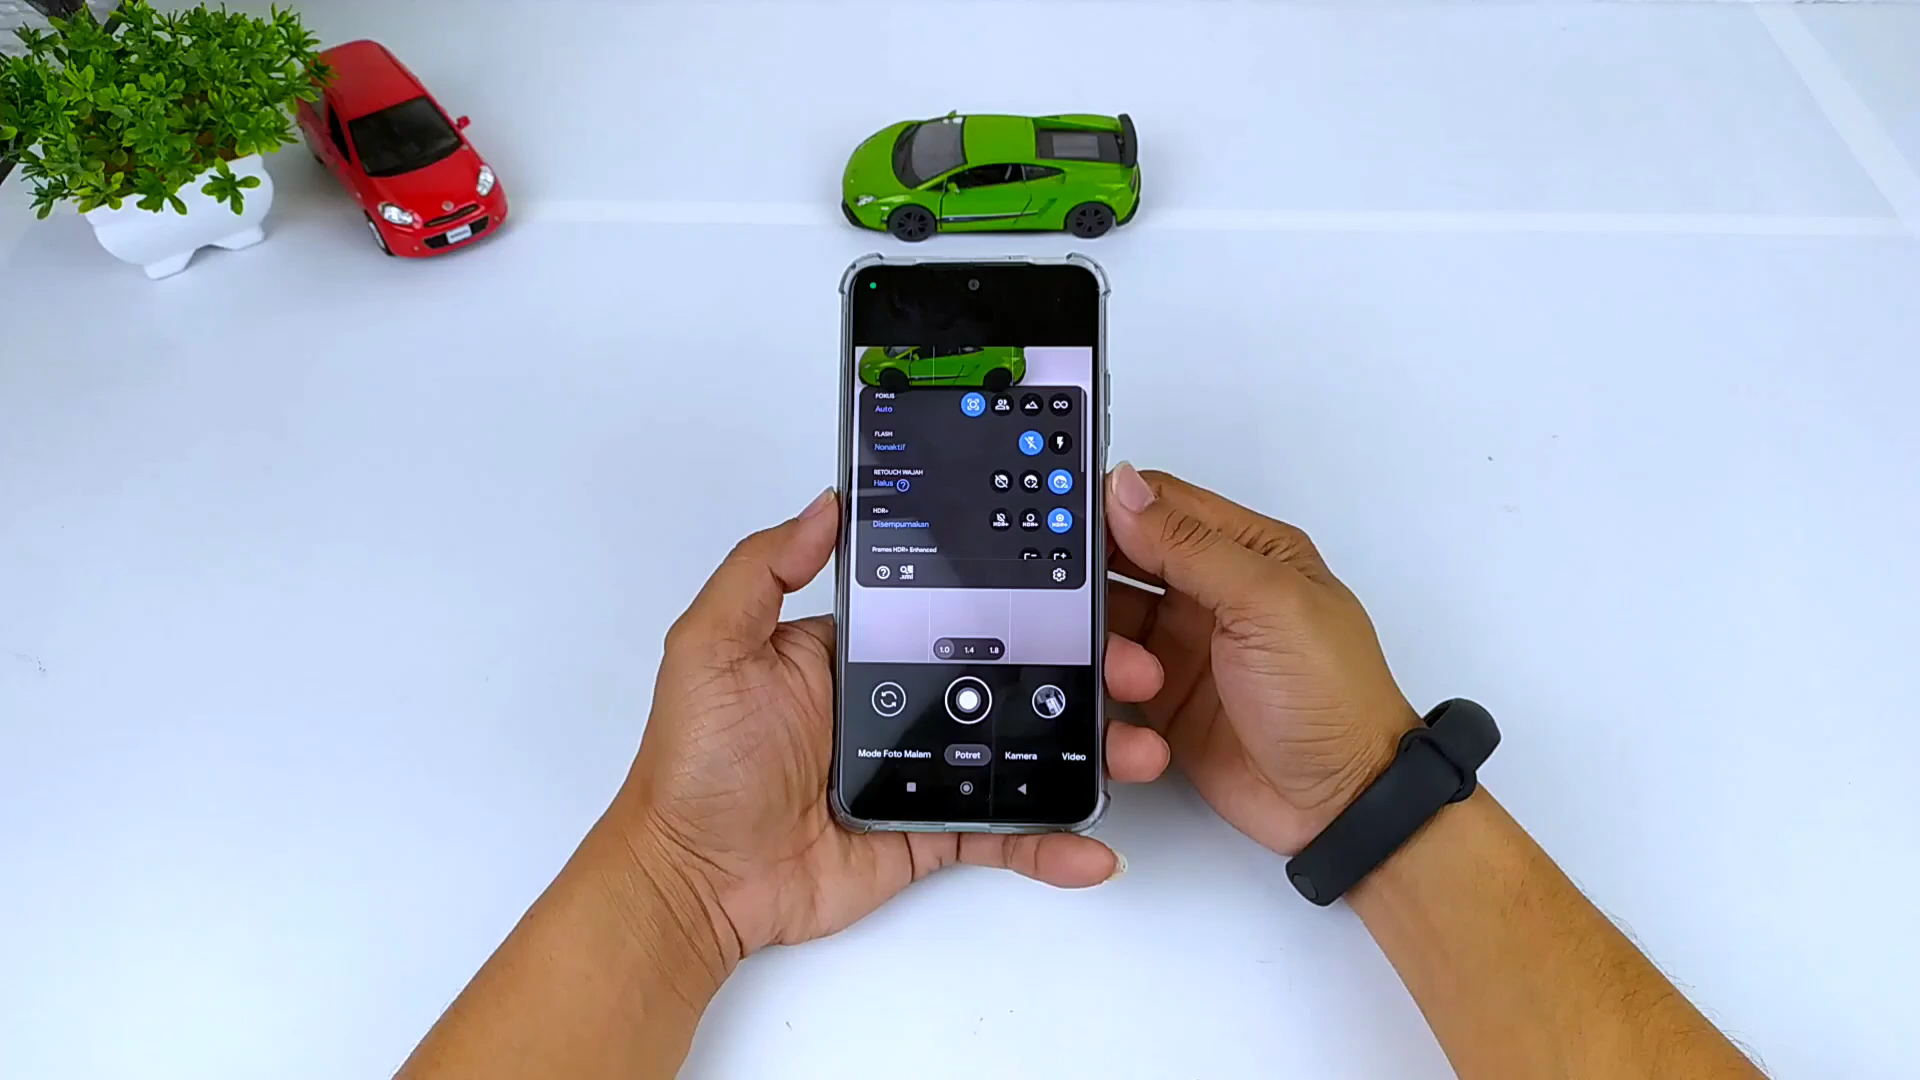 FOKUS
Auto
FLASH
Nonaktif
RETOUCH WAJAH
Halus
HDR+
Disempurnakan
Frames HDR+ Enhanced
.xml
1.0 1.4 1.8
Mode Foto Malam Potret Kamera Video